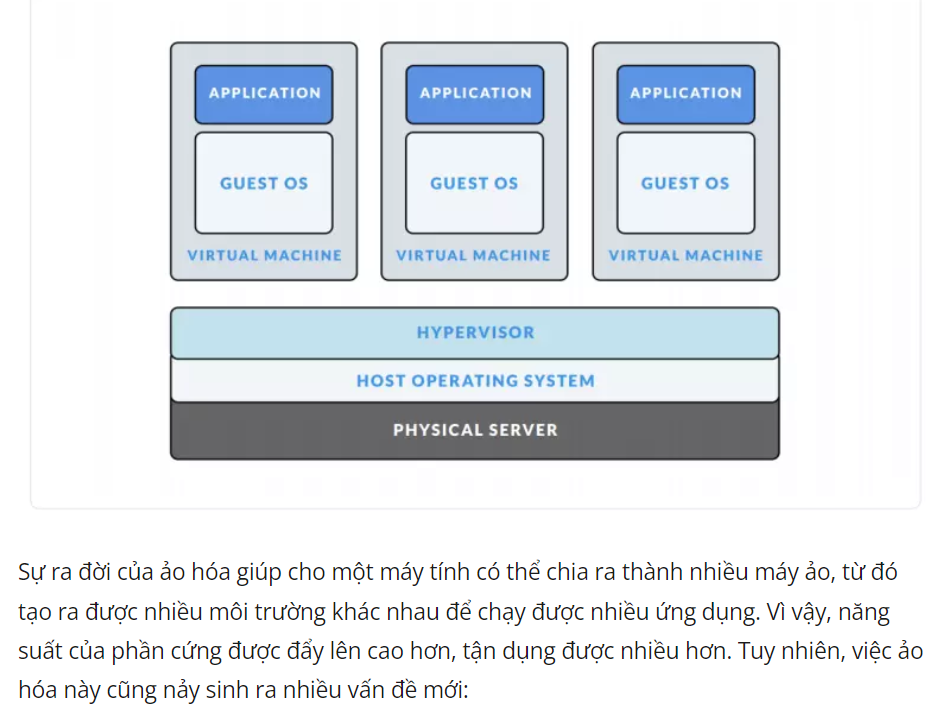 APPLICATION APPLICATION APPLICATION
GUEST OS GUEST OS GUEST OS
VIRTUAL MACHINE VIRTUAL MACHINE VIRTUAL MACHINE
HYPERVISOR
HOST OPERATING SYSTEM
PHYSICAL SERVER
Sự ra đời của ảo hóa giúp cho một máy tính có thể chia ra thành nhiều máy ảo, từ đó
tạo ra được nhiều môi trường khác nhau để chạy được nhiều ứng dụng. Vì vậy, năng
suất của phần cứng được đẩy lên cao hơn, tận dụng được nhiều hơn. Tuy nhiên, việc ảo
hóa này cũng nảy sinh ra nhiều vấn đề mới: